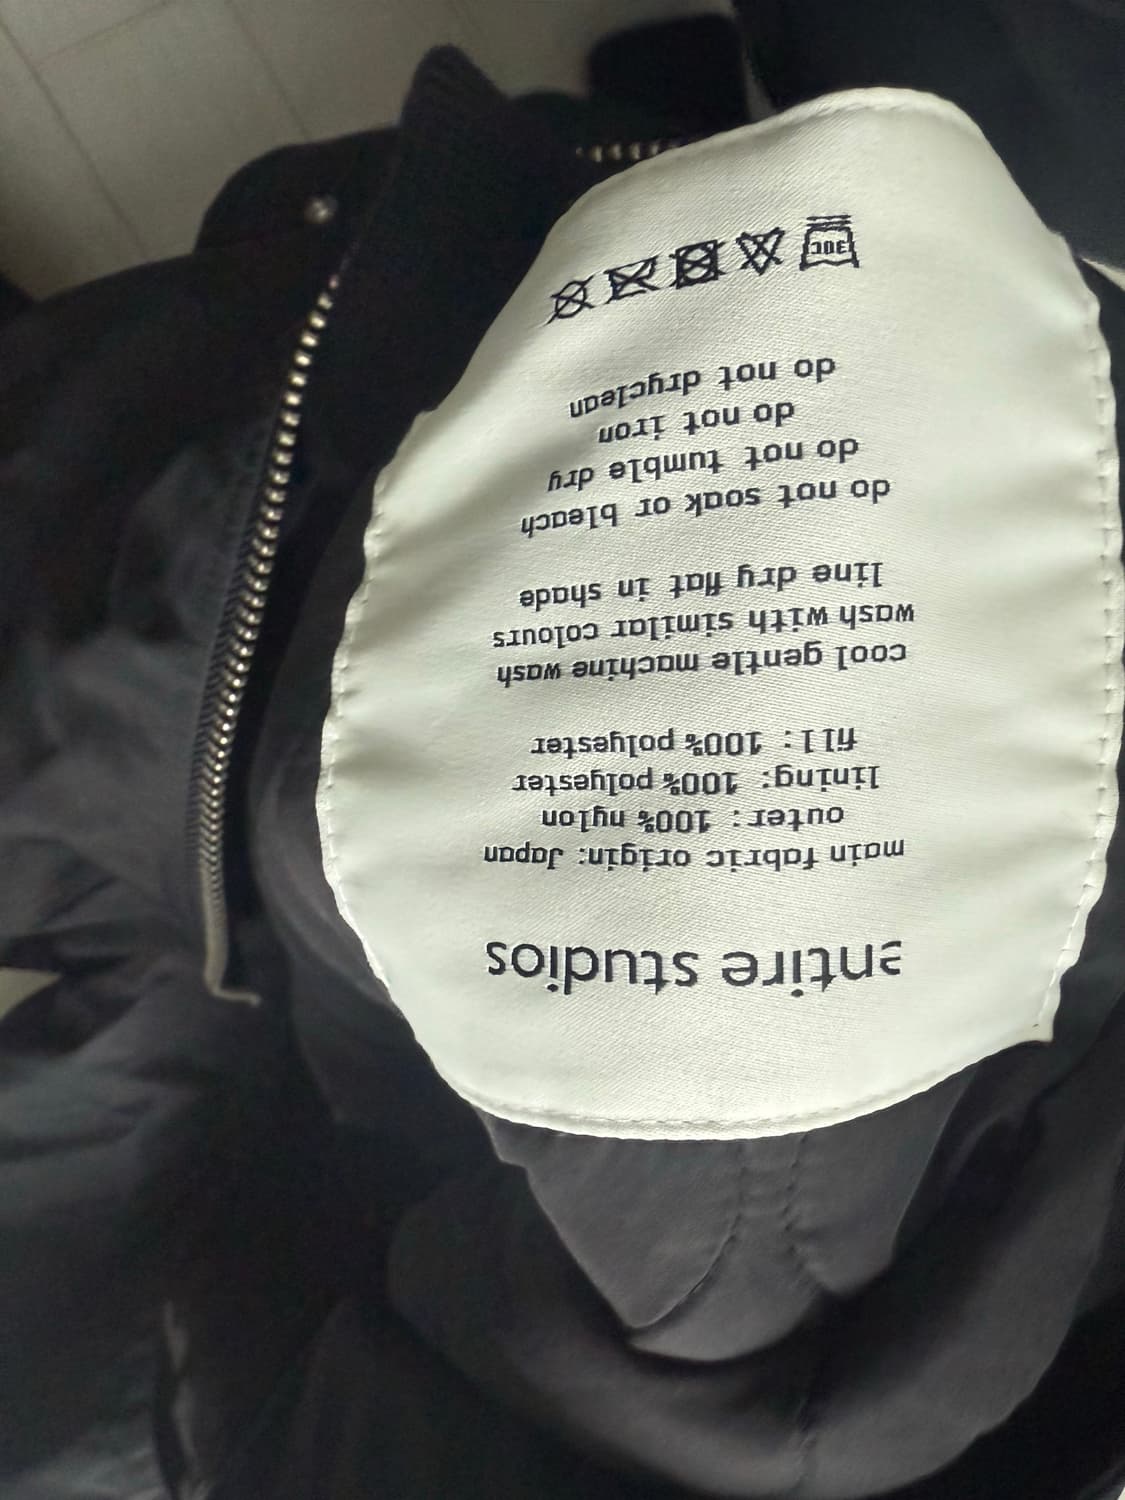 entire studios
main fabric origin: Japan
outer: 100% nylon
lining: 100% polyester
fill: 100% polyester
cool gentle machine wash
wash with similar colours
line dry flat in shade
do not soak or bleach
do not tumble dry
do not iron
do not dryclean
30C